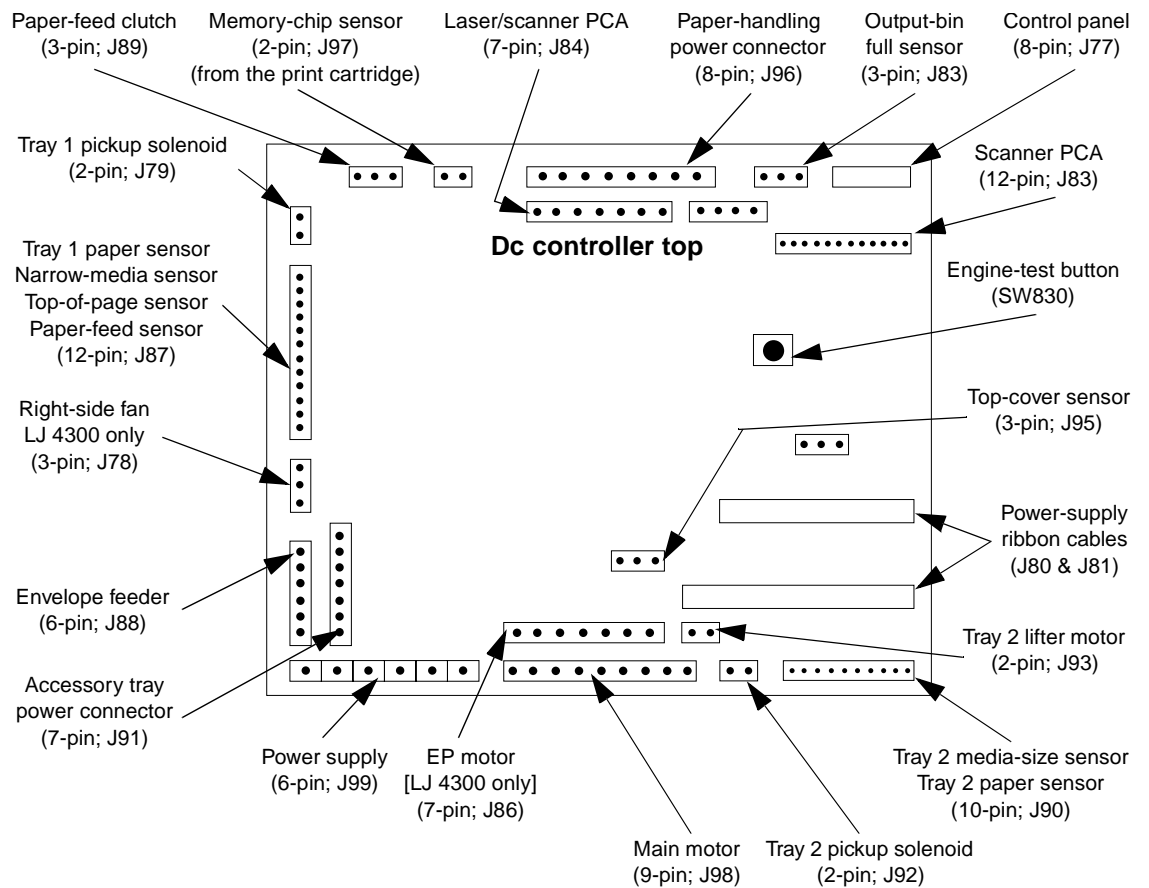 Paper-feed clutch
(3-pin; J89)
Memory-chip sensor
(2-pin; J97)
(from the print cartridge)
Laser/scanner PCA
(7-pin; J84)
Paper-handling
power connector
(8-pin; J96)
Output-bin
full sensor
(3-pin; J83)
Control panel
(8-pin; J77)
Tray 1 pickup solenoid
(2-pin; J79)
Scanner PCA
(12-pin; J83)
Dc controller top
Tray 1 paper sensor
Narrow-media sensor
Top-of-page sensor
Paper-feed sensor
(12-pin; J87)
Engine-test button
(SW830)
Right-side fan
LJ 4300 only
(3-pin; J78)
Top-cover sensor
(3-pin; J95)
Power-supply
ribbon cables
(J80 & J81)
Envelope feeder
(6-pin; J88)
Tray 2 lifter motor
(2-pin; J93)
Accessory tray
power connector
(7-pin; J91)
Power supply
(6-pin; J99)
EP motor
[LJ 4300 only]
(7-pin; J86)
Tray 2 media-size sensor
Tray 2 paper sensor
(10-pin; J90)
Main motor
(9-pin; J98)
Tray 2 pickup solenoid
(2-pin; J92)